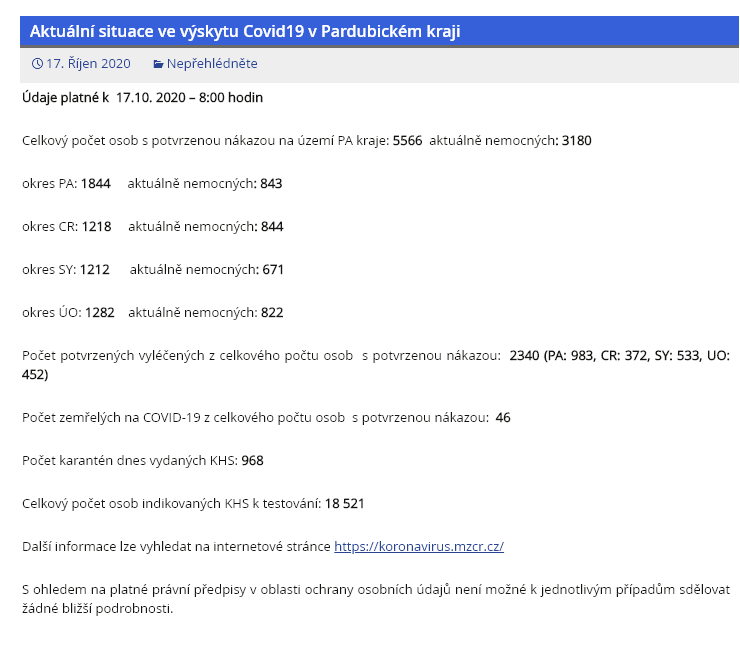 Aktuální situace ve výskytu Covid19 v Pardubickém kraji
17. Říjen 2020 Nepřehlédněte
Údaje platné k 17.10. 2020 – 8:00 hodin
Celkový počet osob s potvrzenou nákazou na území PA kraje: 5566 aktuálně nemocných: 3180
okres PA: 1844 aktuálně nemocných: 843
okres CR: 1218 aktuálně nemocných: 844
okres SY: 1212 aktuálně nemocných: 671
okres ÚO: 1282 aktuálně nemocných: 822
Počet potvrzených vyléčených z celkového počtu osob s potvrzenou nákazou: 2340 (PA: 983, CR: 372, SY: 533, UO:
452)
Počet zemřelých na COVID-19 z celkového počtu osob s potvrzenou nákazou: 46
Počet karantén dnes vydaných KHS: 968
Celkový počet osob indikovaných KHS k testování: 18 521
Další informace lze vyhledat na internetové stránce https://koronavirus.mzcr.cz/
S ohledem na platné právní předpisy v oblasti ochrany osobních údajů není možné k jednotlivým případům sdělovat
žádné bližší podrobnosti.